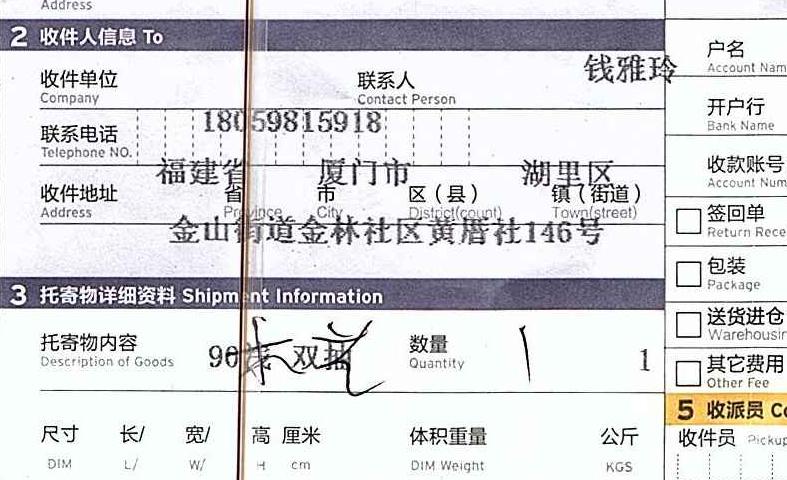 Address
2 收件人信息 To
户名
Account Nam
收件单位
Company
联系人
Contact Person
钱雅玲
开户行
Bank Name
联系电话
Telephone NO.
18059815918
收款账号
Account Num
福建省 厦门市 湖里区
收件地址
Address
省
Province
市
City
区（县）
District(count)
镇（街道）
Town(street)
金山街道金林社区黄厝社146号
签回单
Return Rece
包装
Package
3 托寄物详细资料 Shipment Information
送货进仓
Warehousin
托寄物内容
Description of Goods
双抽
数量
Quantity
1
1
其它费用
Other Fee
5 收派员 Co
尺寸 长/ 宽/ 高 厘米
DIM L/ W/ H cm
体积重量
DIM Weight
公斤
KGS
收件员 Pickup